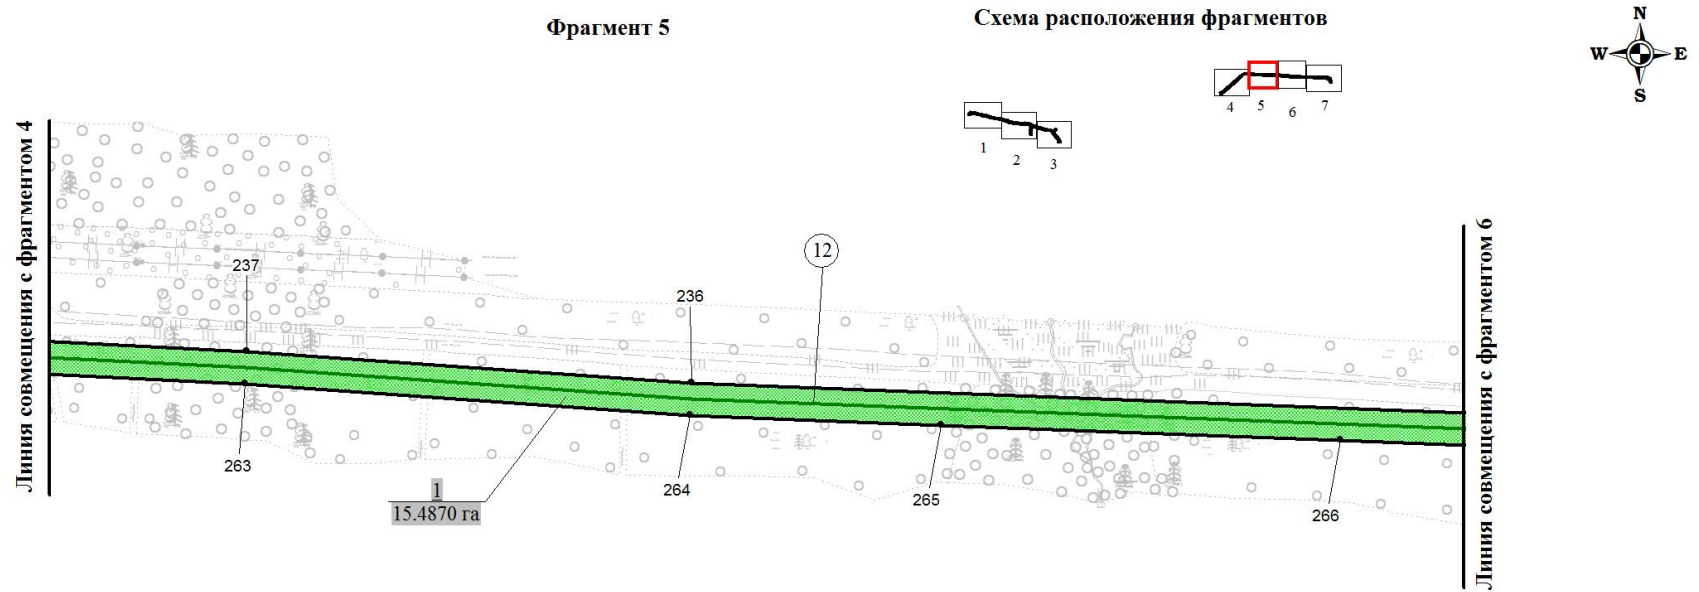 Фрагмент 5
Схема расположения фрагментов
N
W E
S
4 5 6 7
1 2 3
Линия совмещения с фрагментом 4
Линия совмещения с фрагментом 6
237
236
12
263
264
265
266
1
15.4870 га